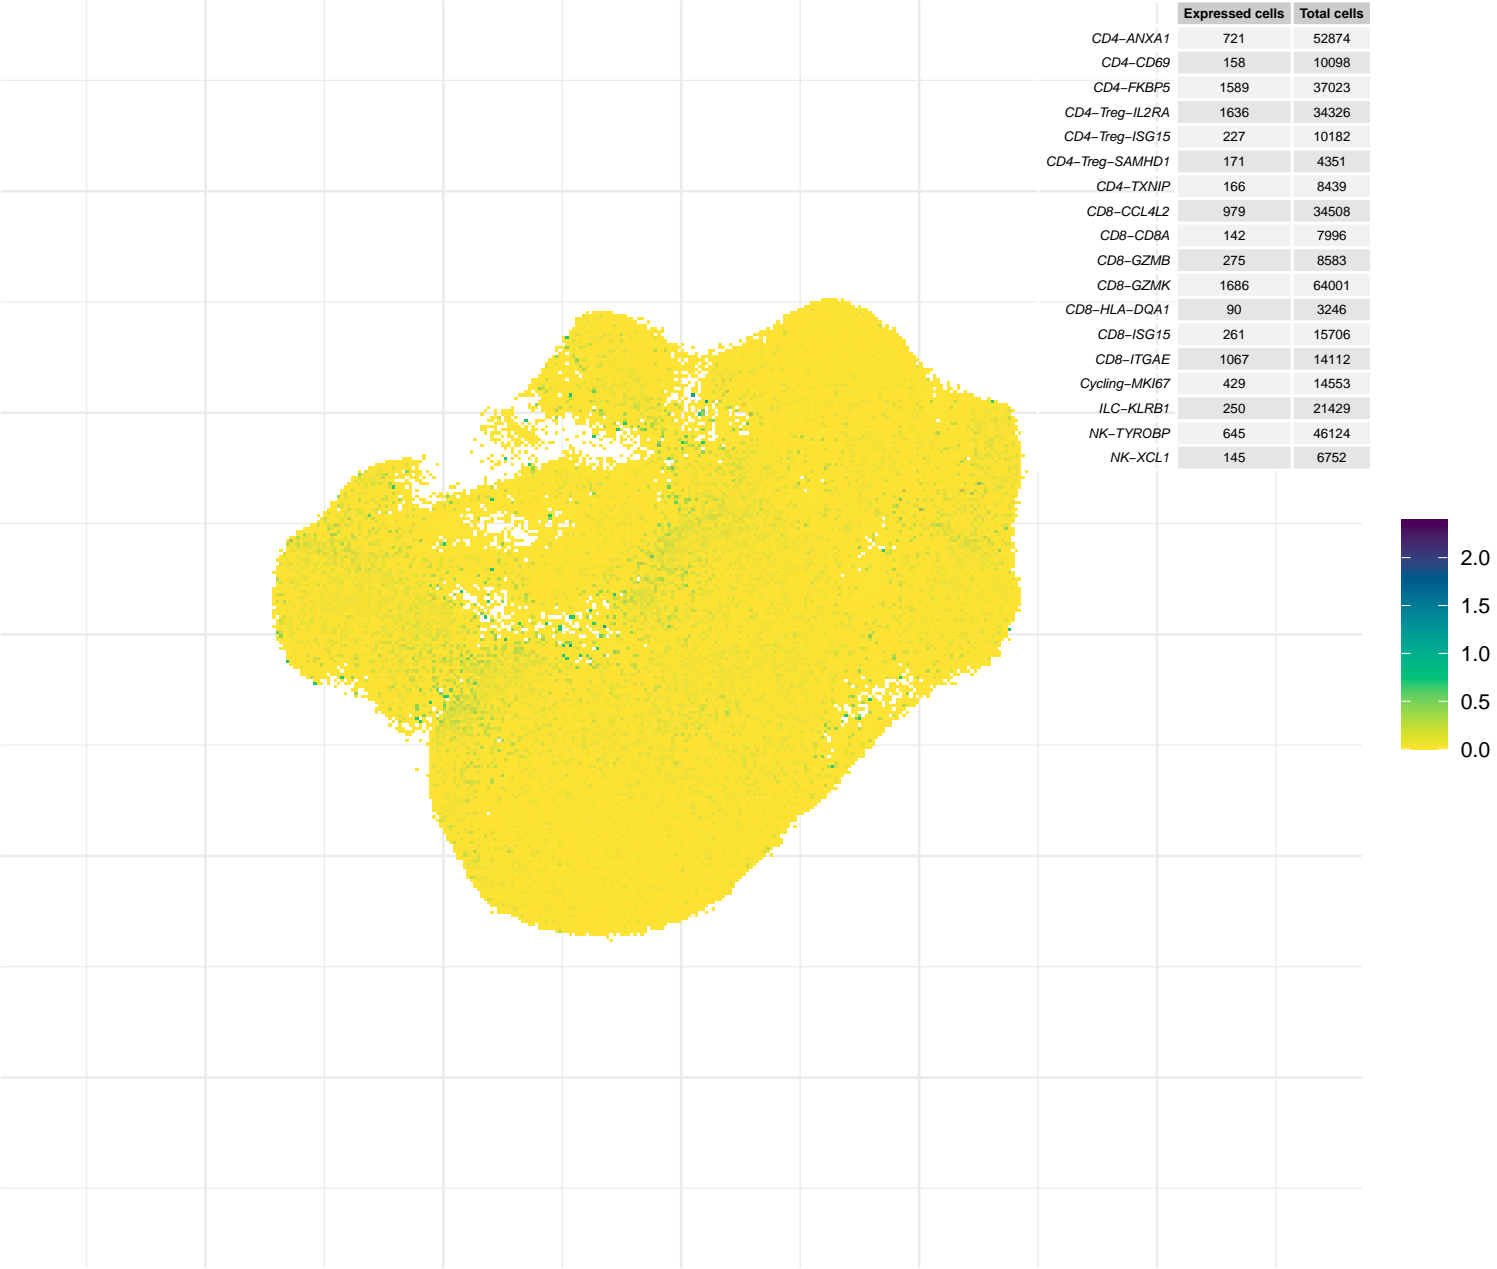 Expressed cells Total cells
CD4−ANXA1 721 52874
CD4−CD69 158 10098
CD4−FKBP5 1589 37023
CD4−Treg−IL2RA 1636 34326
CD4−Treg−ISG15 227 10182
CD4−Treg−SAMHD1 171 4351
CD4−TXNIP 166 8439
CD8−CCL4L2 979 34508
CD8−CD8A 142 7996
CD8−GZMB 275 8583
CD8−GZMK 1686 64001
CD8−HLA−DQA1 90 3246
CD8−ISG15 261 15706
CD8−ITGAE 1067 14112
Cycling−MKI67 429 14553
ILC−KLRB1 250 21429
NK−TYROBP 645 46124
NK−XCL1 145 6752
2.0
1.5
1.0
0.5
0.0